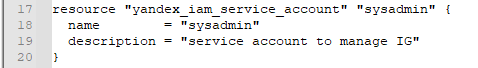 17 resource "yandex_iam_service_account" "sysadmin" {
18   name        = "sysadmin"
19   description = "service account to manage IG"
20 }